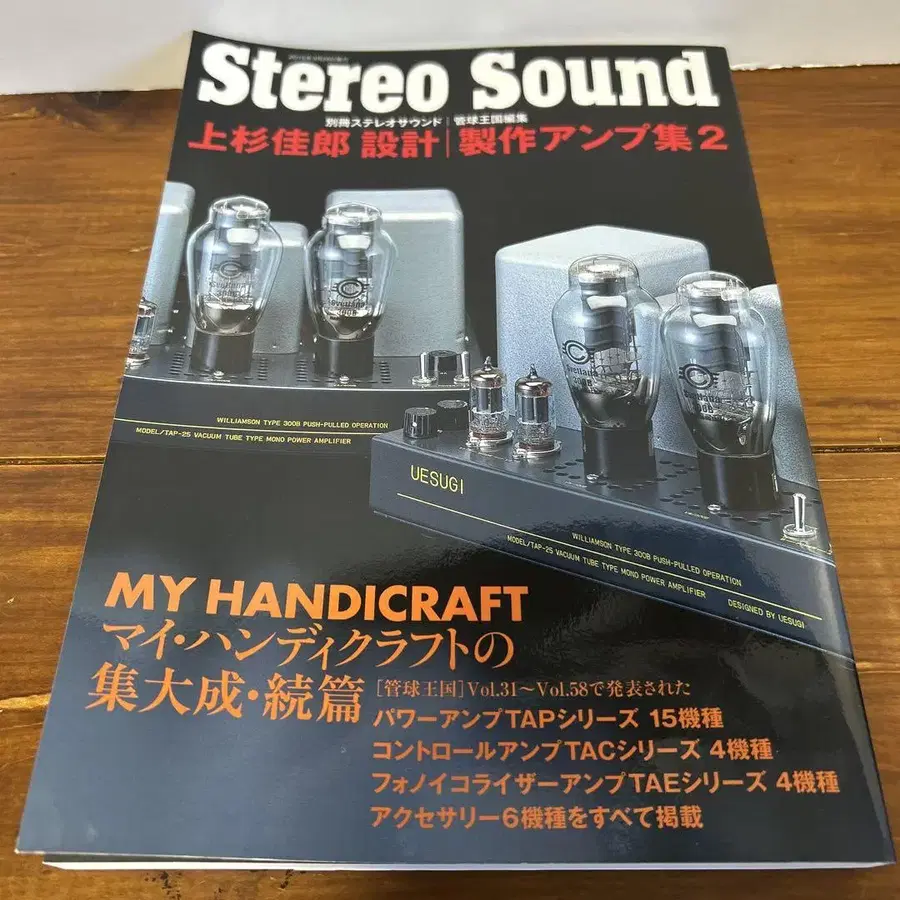 Stereo Sound
別冊ステレオサウンド 管球王国編集
上杉佳郎 設計 製作アンプ集2
Svetlana
300B
WILLIAMSON TYPE 300B PUSH-PULLED OPERATION
MODEL/TAP-25 VACUUM TUBE TYPE MONO POWER AMPLIFIER
Svetlana
UESUGI
WILLIAMSON TYPE 300B PUSH-PULLED OPERATION
MODEL/TAP-25 VACUUM TUBE TYPE MONO POWER AMPLIFIER
DESIGNED BY UESUGI
MY HANDICRAFT
マイ・ハンディクラフトの
集大成・続篇
[管球王国]Vol.31〜Vol.58で発表された
パワーアンプTAPシリーズ 15機種
コントロールアンプTACシリーズ 4機種
フォノイコライザーアンプTAEシリーズ 4機種
アクセサリー6機種をすべて掲載